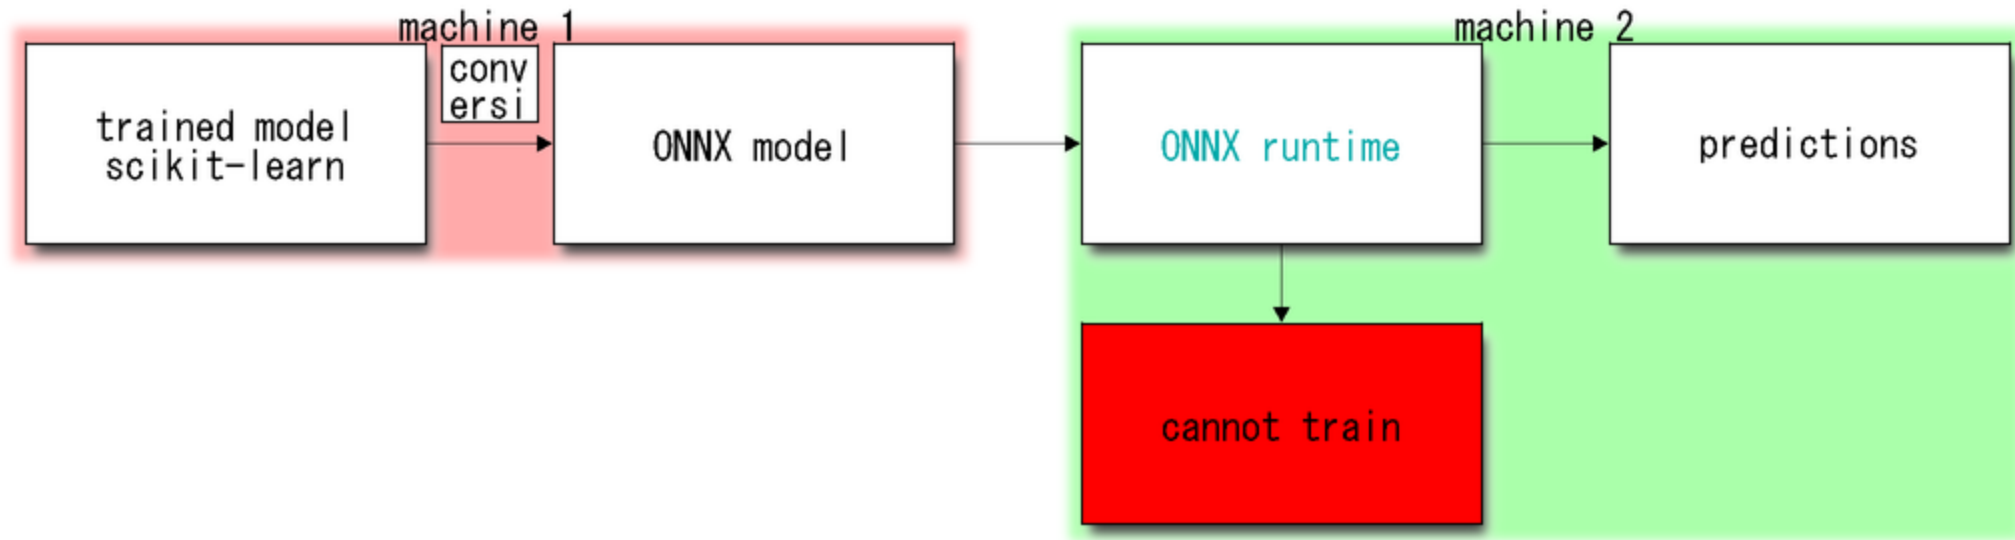 machine 1
machine 2
conv
ersi
trained model
scikit-learn
ONNX model
ONNX runtime
predictions
cannot train